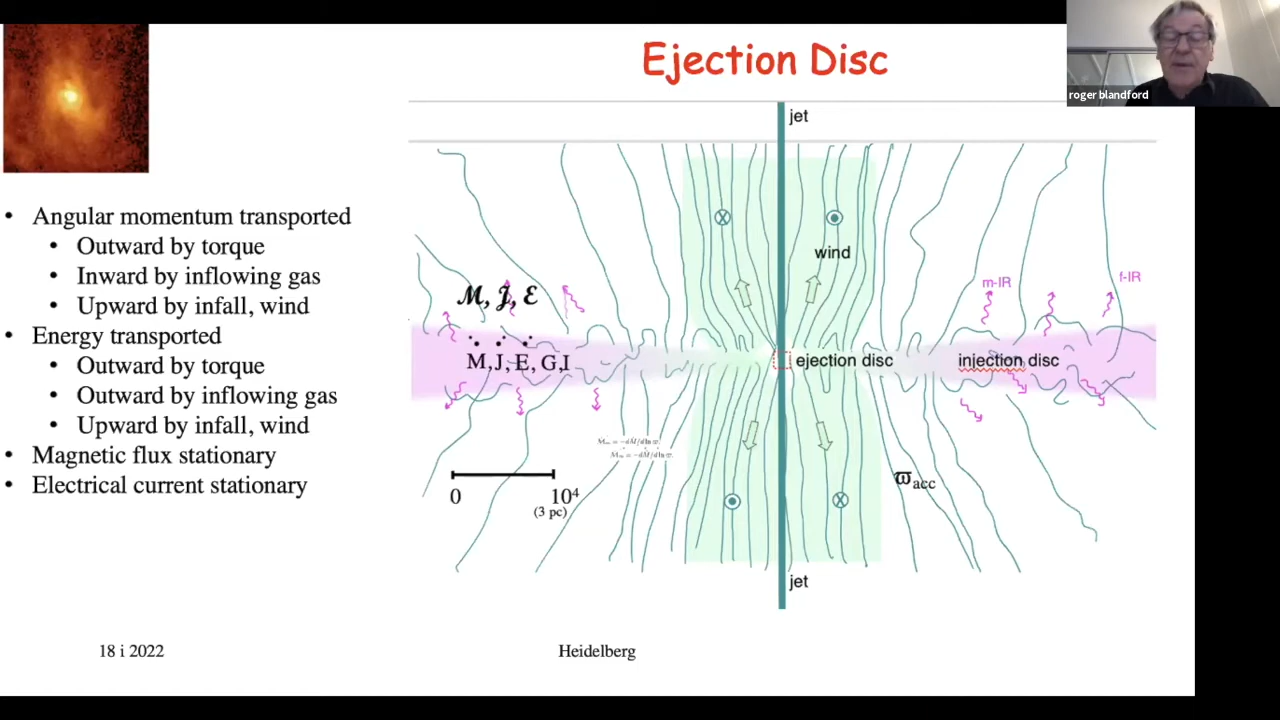 Ejection Disc
roger blandford
jet
• Angular momentum transported
• Outward by torque
• Inward by inflowing gas
• Upward by infall, wind
• Energy transported
• Outward by torque
• Outward by inflowing gas
• Upward by infall, wind
• Magnetic flux stationary
• Electrical current stationary
wind
m-IR
f-IR
ℳ, 𝒥, ℰ
Ṁ, J̇, Ė, G, I
ejection disc
injection disc
ϖacc
0
10⁴
(3 pc)
jet
18 i 2022
Heidelberg